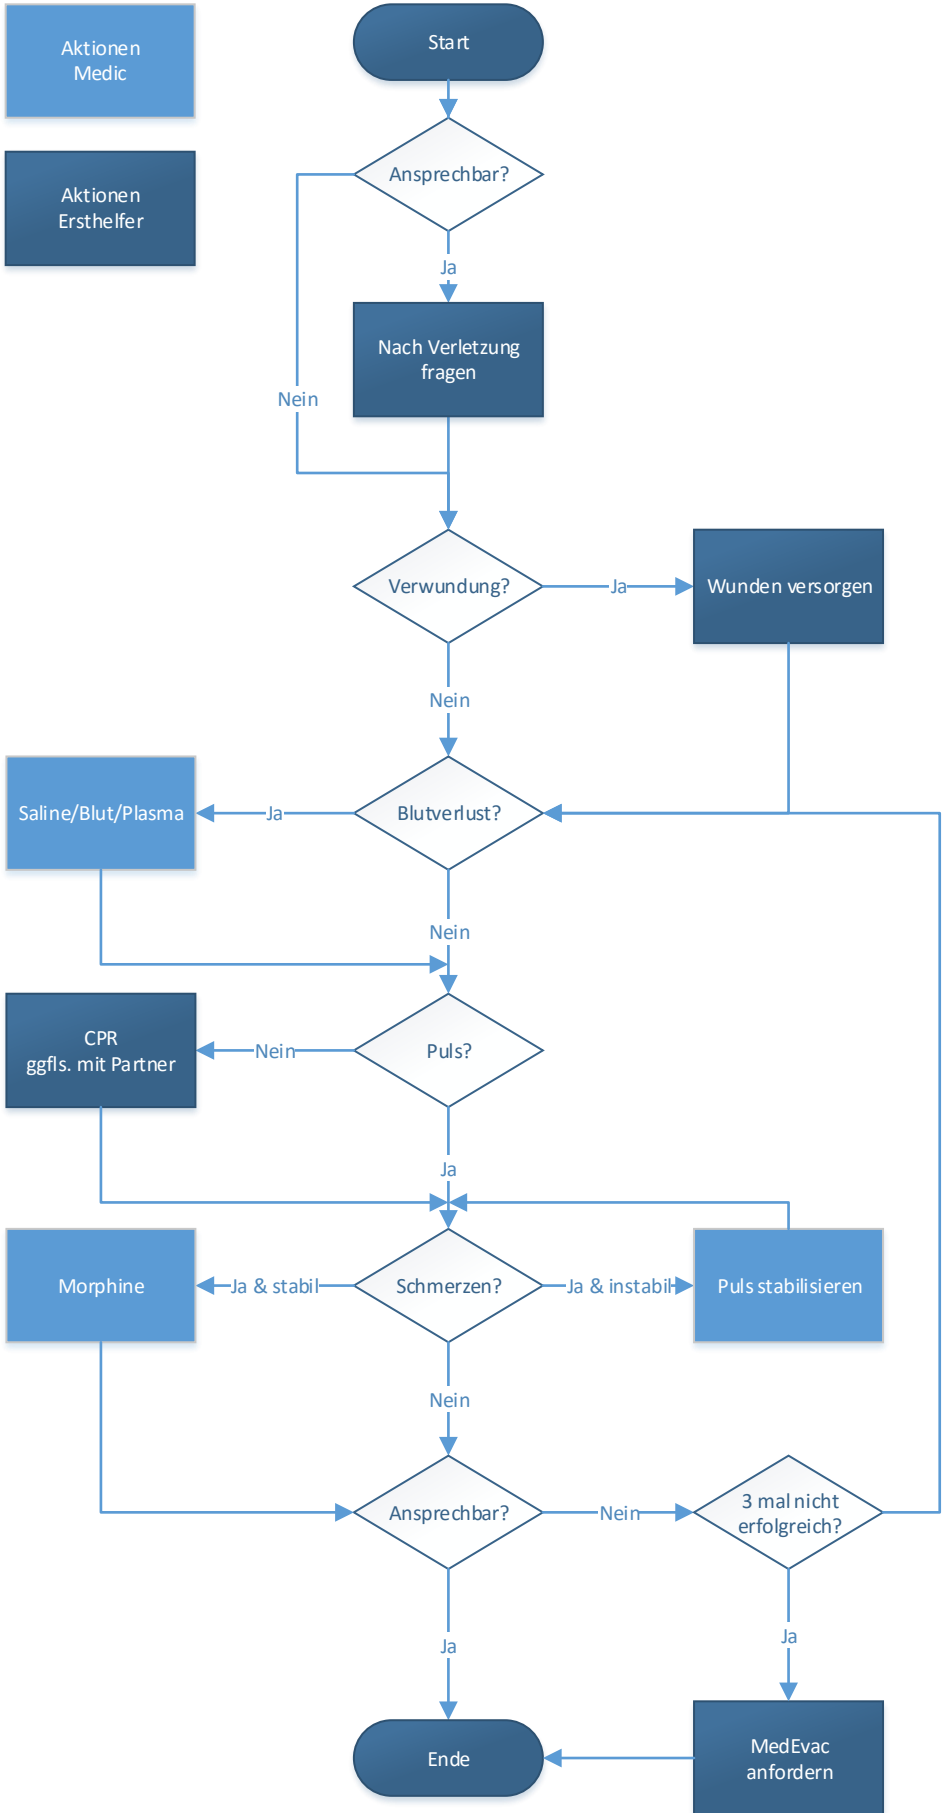 Aktionen
Medic
Start
Ansprechbar?
Aktionen
Ersthelfer
Ja
Nach Verletzung
fragen
Nein
Verwundung?
Ja
Wunden versorgen
Nein
Saline/Blut/Plasma
Ja
Blutverlust?
Nein
CPR
ggfls. mit Partner
Nein
Puls?
Ja
Morphine
Ja & stabil
Schmerzen?
Ja & instabil
Puls stabilisieren
Nein
Ansprechbar?
Nein
3 mal nicht
erfolgreich?
Ja
Ja
Ende
MedEvac
anfordern